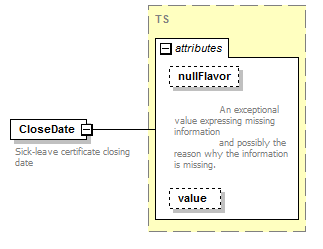 TS
attributes
nullFlavor
An exceptional
value expressing missing
information
and possibly the
reason why the information
is missing.
CloseDate
Sick-leave certificate closing
date
value